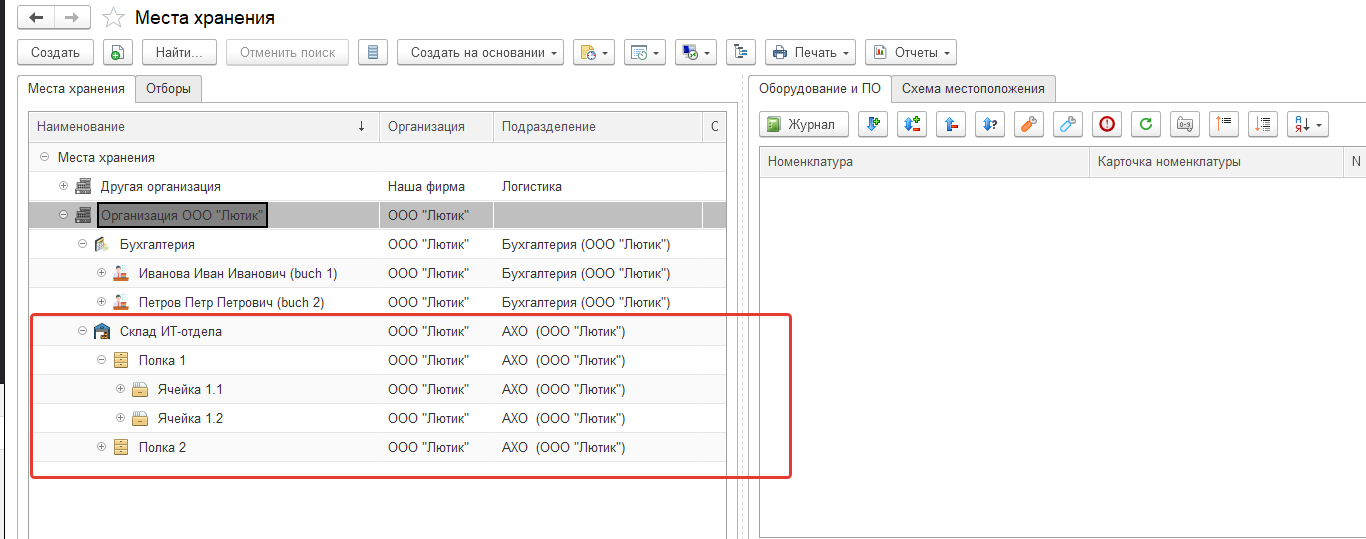 Места хранения
Создать Найти... Отменить поиск Создать на основании Печать Отчеты
Места хранения Отборы
Наименование Организация Подразделение С
Места хранения
Другая организация Наша фирма Логистика
Организация ООО "Лютик" ООО "Лютик"
Бухгалтерия ООО "Лютик" Бухгалтерия (ООО "Лютик")
Иванова Иван Иванович (buch 1) ООО "Лютик" Бухгалтерия (ООО "Лютик")
Петров Петр Петрович (buch 2) ООО "Лютик" Бухгалтерия (ООО "Лютик")
Склад ИТ-отдела ООО "Лютик" АХО (ООО "Лютик")
Полка 1 ООО "Лютик" АХО (ООО "Лютик")
Ячейка 1.1 ООО "Лютик" АХО (ООО "Лютик")
Ячейка 1.2 ООО "Лютик" АХО (ООО "Лютик")
Полка 2 ООО "Лютик" АХО (ООО "Лютик")
Оборудование и ПО Схема местоположения
Журнал
Номенклатура Карточка номенклатуры N